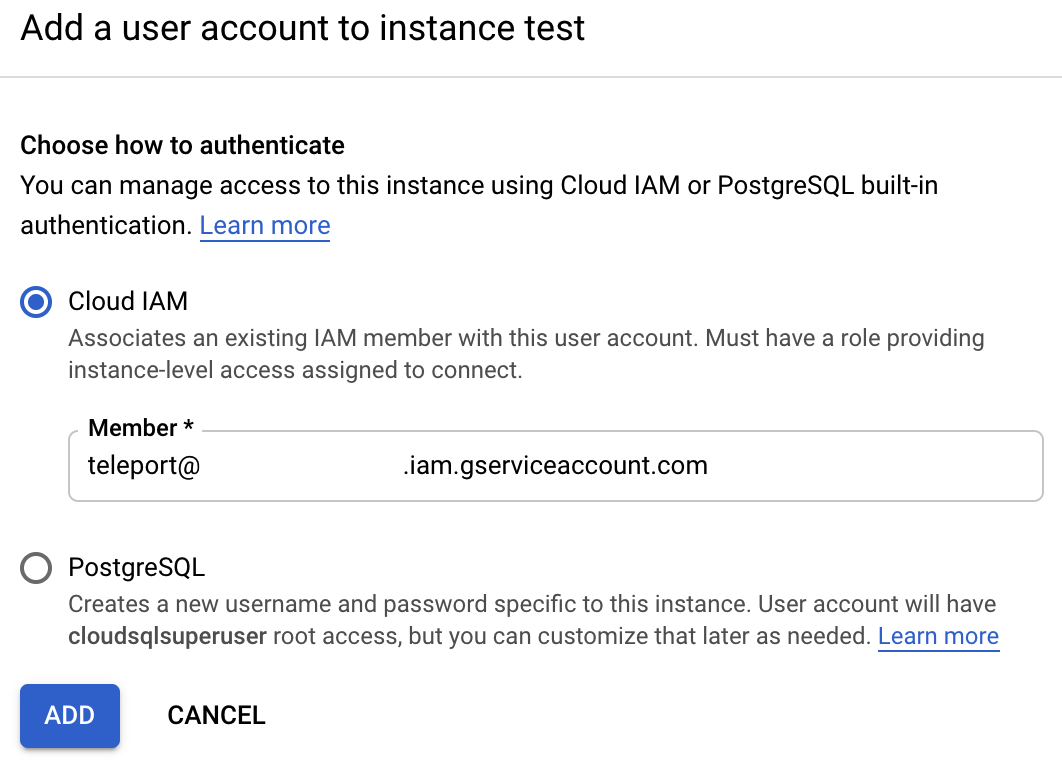 Add a user account to instance test
Choose how to authenticate
You can manage access to this instance using Cloud IAM or PostgreSQL built-in
authentication. Learn more
Cloud IAM
Associates an existing IAM member with this user account. Must have a role providing
instance-level access assigned to connect.
Member *
teleport@ .iam.gserviceaccount.com
PostgreSQL
Creates a new username and password specific to this instance. User account will have
cloudsqlsuperuser root access, but you can customize that later as needed. Learn more
ADD CANCEL